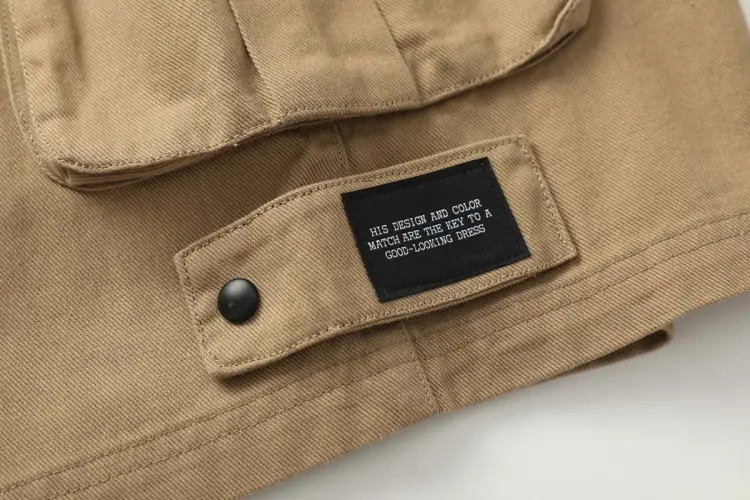 HIS DESIGN AND COLOR
MATCH ARE THE KEY TO A
GOOD-LOOKING DRESS